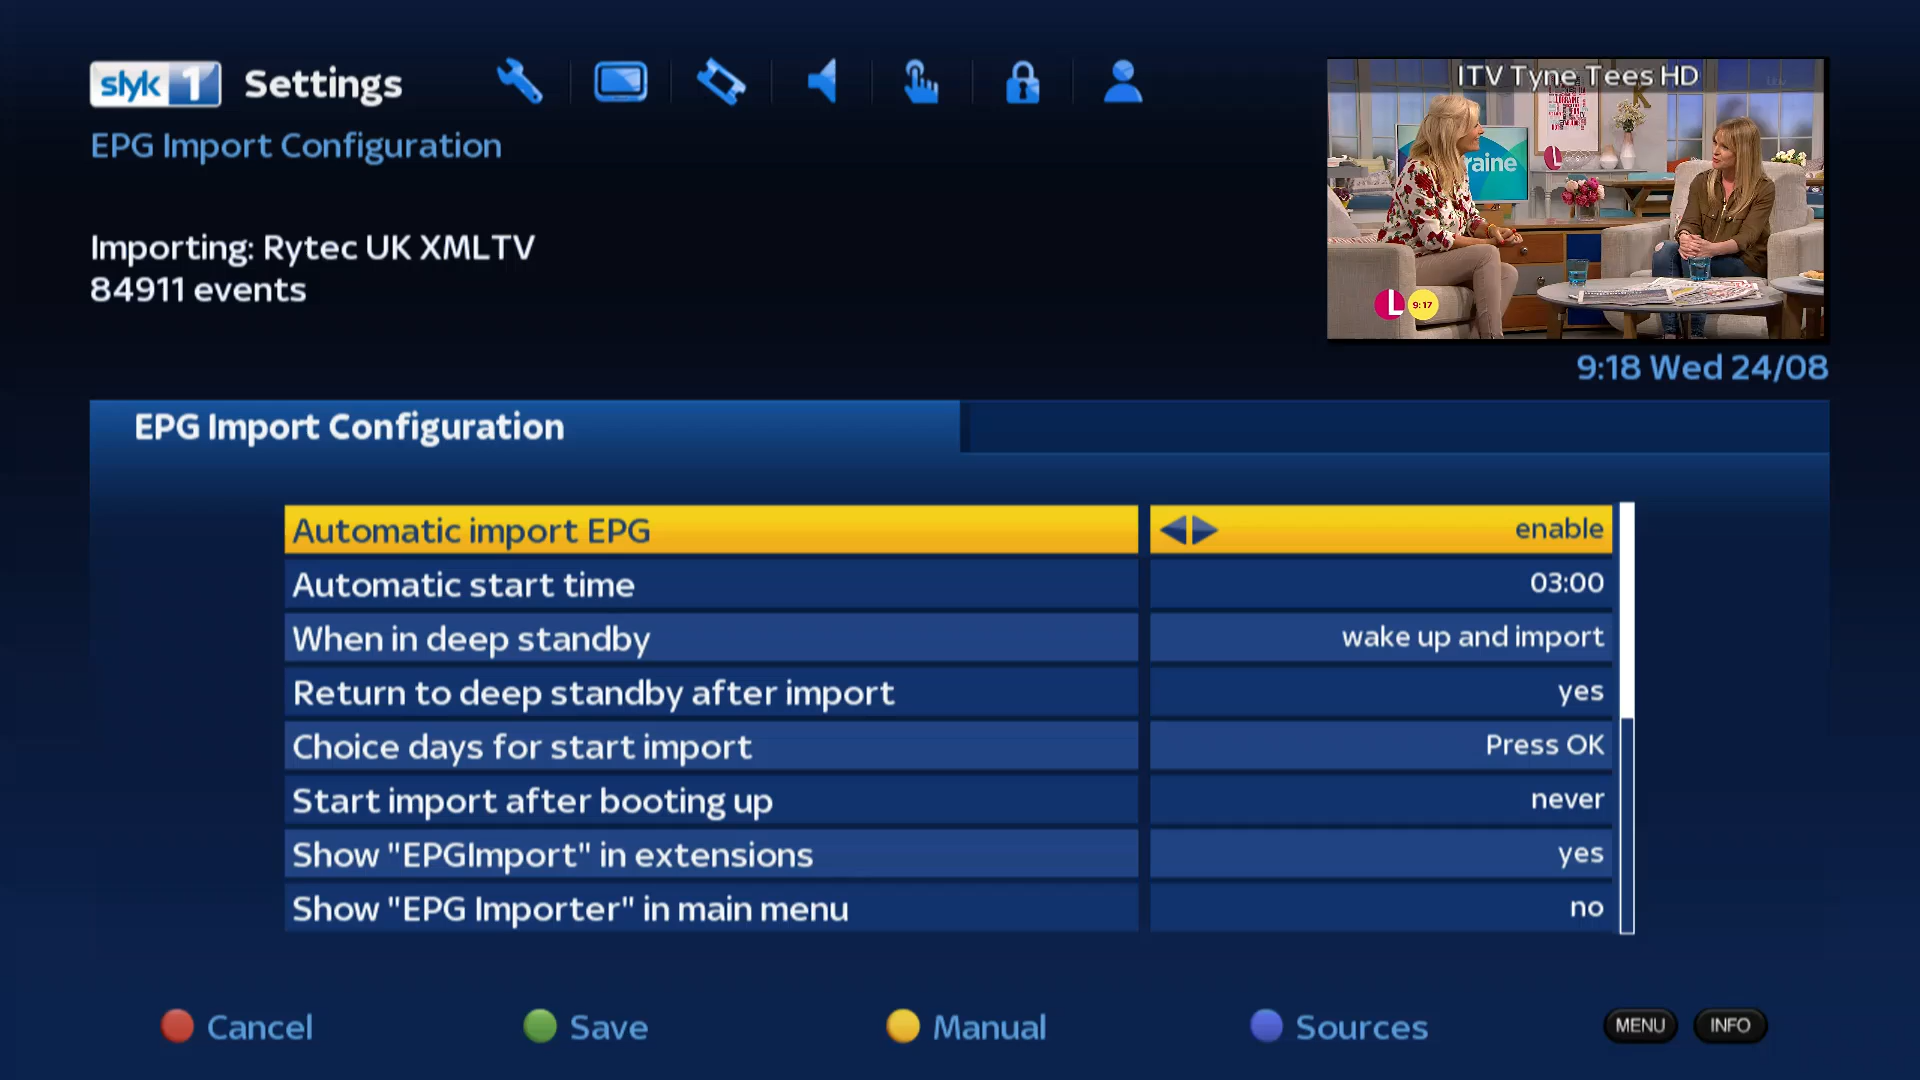 slyk 1 Settings
EPG Import Configuration
Importing: Rytec UK XMLTV
84911 events
ITV Tyne Tees HD
LORRAINE
raine
L
L 9:17
9:18 Wed 24/08
EPG Import Configuration
Automatic import EPG enable
Automatic start time 03:00
When in deep standby wake up and import
Return to deep standby after import yes
Choice days for start import Press OK
Start import after booting up never
Show "EPGImport" in extensions yes
Show "EPG Importer" in main menu no
Cancel Save Manual Sources MENU INFO